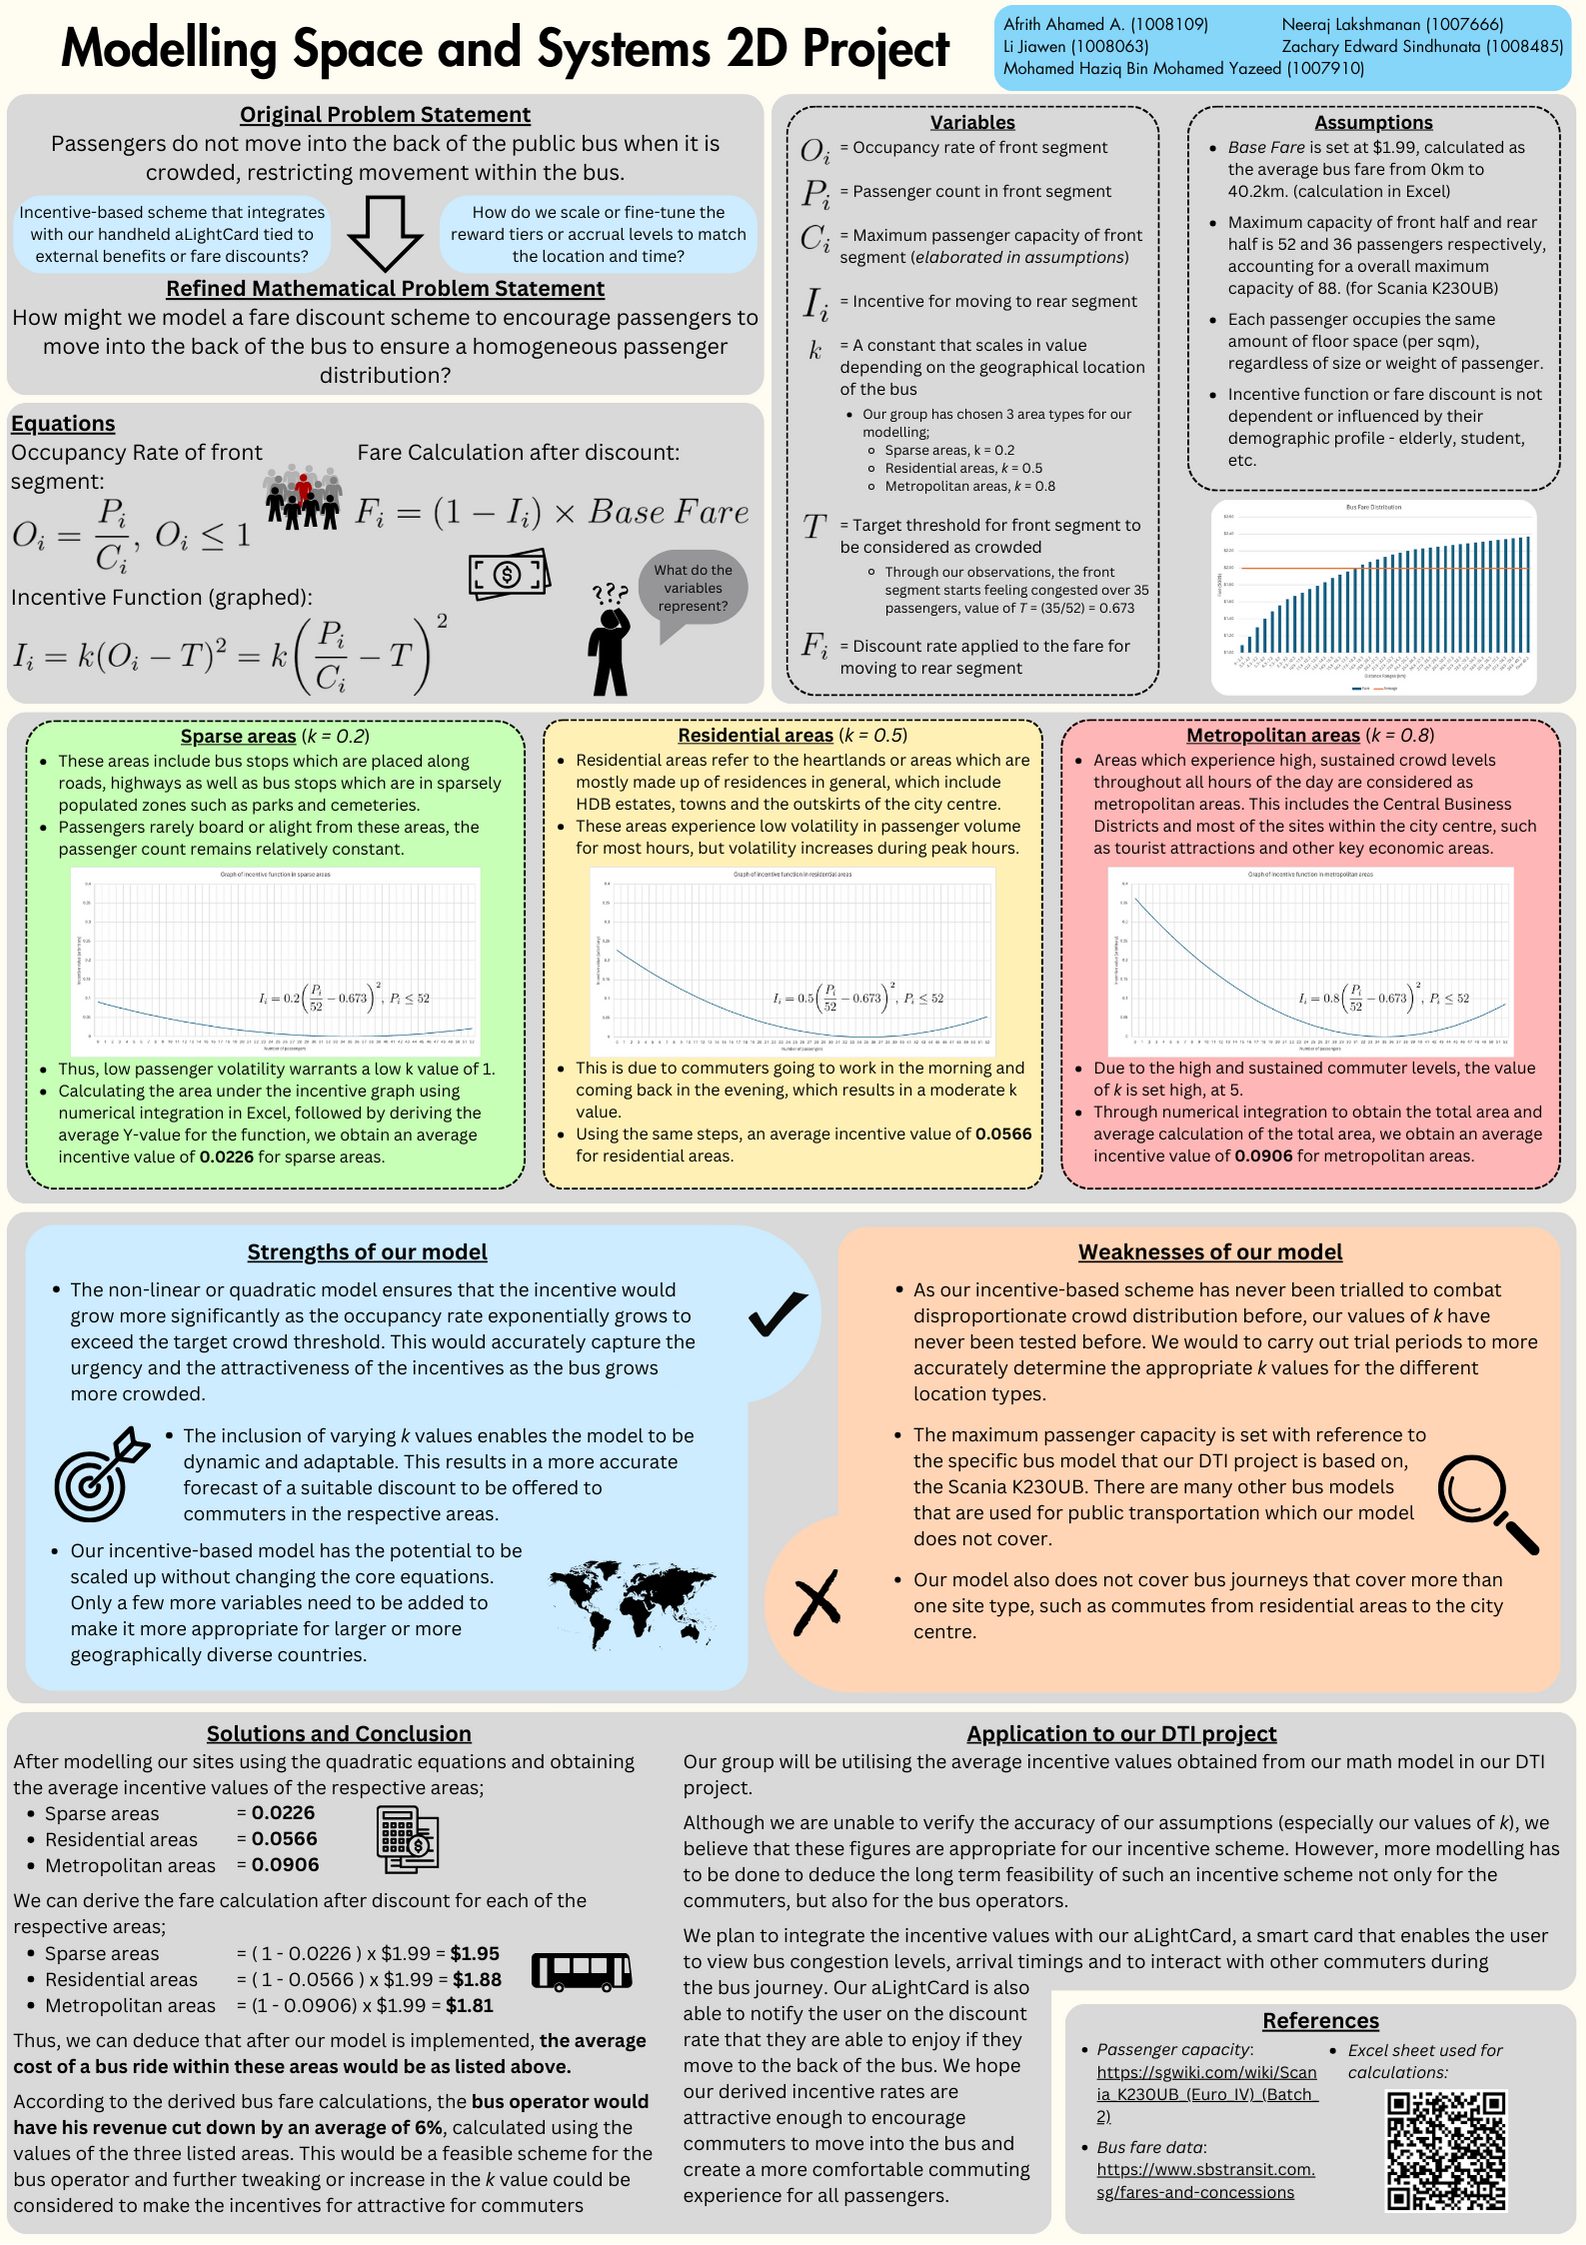 Modelling Space and Systems 2D Project
Afrith Ahamed A. (1008109)
Neeraj Lakshmanan (1007666)
Li Jiawen (1008063)
Zachary Edward Sindhunata (1008485)
Mohamed Haziq Bin Mohamed Yazeed (1007910)
Original Problem Statement
Passengers do not move into the back of the public bus when it is
crowded, restricting movement within the bus.
Incentive-based scheme that integrates
with our handheld aLightCard tied to
external benefits or fare discounts?
How do we scale or fine-tune the
reward tiers or accrual levels to match
the location and time?
Refined Mathematical Problem Statement
How might we model a fare discount scheme to encourage passengers to
move into the back of the bus to ensure a homogeneous passenger
distribution?
Equations
Occupancy Rate of front
segment:
O_i = P_i / C_i, O_i ≤ 1
Fare Calculation after discount:
F_i = (1 − I_i) × Base Fare
$
What do the
variables
represent?
???
Incentive Function (graphed):
I_i = k(O_i − T)² = k(P_i / C_i − T)²
Variables
O_i = Occupancy rate of front segment
P_i = Passenger count in front segment
C_i = Maximum passenger capacity of front
segment (elaborated in assumptions)
I_i = Incentive for moving to rear segment
k = A constant that scales in value
depending on the geographical location
of the bus
• Our group has chosen 3 area types for our
modelling;
Sparse areas, k = 0.2
Residential areas, k = 0.5
Metropolitan areas, k = 0.8
T = Target threshold for front segment to
be considered as crowded
Through our observations, the front
segment starts feeling congested over 35
passengers, value of T = (35/52) = 0.673
F_i = Discount rate applied to the fare for
moving to rear segment
Assumptions
• Base Fare is set at $1.99, calculated as
the average bus fare from 0km to
40.2km. (calculation in Excel)
• Maximum capacity of front half and rear
half is 52 and 36 passengers respectively,
accounting for a overall maximum
capacity of 88. (for Scania K230UB)
• Each passenger occupies the same
amount of floor space (per sqm),
regardless of size or weight of passenger.
• Incentive function or fare discount is not
dependent or influenced by their
demographic profile - elderly, student,
etc.
Bus Fare Distribution
Distance Ranges (km)
Fare
Average
Sparse areas (k = 0.2)
• These areas include bus stops which are placed along
roads, highways as well as bus stops which are in sparsely
populated zones such as parks and cemeteries.
• Passengers rarely board or alight from these areas, the
passenger count remains relatively constant.
Graph of incentive function in sparse areas
I_i = 0.2(P_i / 52 − 0.673)², P_i ≤ 52
Number of passengers
• Thus, low passenger volatility warrants a low k value of 1.
• Calculating the area under the incentive graph using
numerical integration in Excel, followed by deriving the
average Y-value for the function, we obtain an average
incentive value of 0.0226 for sparse areas.
Residential areas (k = 0.5)
• Residential areas refer to the heartlands or areas which are
mostly made up of residences in general, which include
HDB estates, towns and the outskirts of the city centre.
• These areas experience low volatility in passenger volume
for most hours, but volatility increases during peak hours.
Graph of incentive function in residential areas
I_i = 0.5(P_i / 52 − 0.673)², P_i ≤ 52
Number of passengers
• This is due to commuters going to work in the morning and
coming back in the evening, which results in a moderate k
value.
• Using the same steps, an average incentive value of 0.0566
for residential areas.
Metropolitan areas (k = 0.8)
• Areas which experience high, sustained crowd levels
throughout all hours of the day are considered as
metropolitan areas. This includes the Central Business
Districts and most of the sites within the city centre, such
as tourist attractions and other key economic areas.
Graph of incentive function in metropolitan areas
I_i = 0.8(P_i / 52 − 0.673)², P_i ≤ 52
Number of passengers
• Due to the high and sustained commuter levels, the value
of k is set high, at 5.
• Through numerical integration to obtain the total area and
average calculation of the total area, we obtain an average
incentive value of 0.0906 for metropolitan areas.
Strengths of our model
• The non-linear or quadratic model ensures that the incentive would
grow more significantly as the occupancy rate exponentially grows to
exceed the target crowd threshold. This would accurately capture the
urgency and the attractiveness of the incentives as the bus grows
more crowded.
• The inclusion of varying k values enables the model to be
dynamic and adaptable. This results in a more accurate
forecast of a suitable discount to be offered to
commuters in the respective areas.
• Our incentive-based model has the potential to be
scaled up without changing the core equations.
Only a few more variables need to be added to
make it more appropriate for larger or more
geographically diverse countries.
Weaknesses of our model
• As our incentive-based scheme has never been trialled to combat
disproportionate crowd distribution before, our values of k have
never been tested before. We would to carry out trial periods to more
accurately determine the appropriate k values for the different
location types.
• The maximum passenger capacity is set with reference to
the specific bus model that our DTI project is based on,
the Scania K230UB. There are many other bus models
that are used for public transportation which our model
does not cover.
• Our model also does not cover bus journeys that cover more than
one site type, such as commutes from residential areas to the city
centre.
Solutions and Conclusion
After modelling our sites using the quadratic equations and obtaining
the average incentive values of the respective areas;
• Sparse areas = 0.0226
• Residential areas = 0.0566
• Metropolitan areas = 0.0906
$
We can derive the fare calculation after discount for each of the
respective areas;
• Sparse areas = ( 1 - 0.0226 ) x $1.99 = $1.95
• Residential areas = ( 1 - 0.0566 ) x $1.99 = $1.88
• Metropolitan areas = (1 - 0.0906) x $1.99 = $1.81
Thus, we can deduce that after our model is implemented, the average
cost of a bus ride within these areas would be as listed above.
According to the derived bus fare calculations, the bus operator would
have his revenue cut down by an average of 6%, calculated using the
values of the three listed areas. This would be a feasible scheme for the
bus operator and further tweaking or increase in the k value could be
considered to make the incentives for attractive for commuters
Application to our DTI project
Our group will be utilising the average incentive values obtained from our math model in our DTI
project.
Although we are unable to verify the accuracy of our assumptions (especially our values of k), we
believe that these figures are appropriate for our incentive scheme. However, more modelling has
to be done to deduce the long term feasibility of such an incentive scheme not only for the
commuters, but also for the bus operators.
We plan to integrate the incentive values with our aLightCard, a smart card that enables the user
to view bus congestion levels, arrival timings and to interact with other commuters during
the bus journey. Our aLightCard is also
able to notify the user on the discount
rate that they are able to enjoy if they
move to the back of the bus. We hope
our derived incentive rates are
attractive enough to encourage
commuters to move into the bus and
create a more comfortable commuting
experience for all passengers.
References
• Passenger capacity:
https://sgwiki.com/wiki/Scan
ia_K230UB_(Euro_IV)_(Batch_
2)
• Bus fare data:
https://www.sbstransit.com.
sg/fares-and-concessions
• Excel sheet used for
calculations: